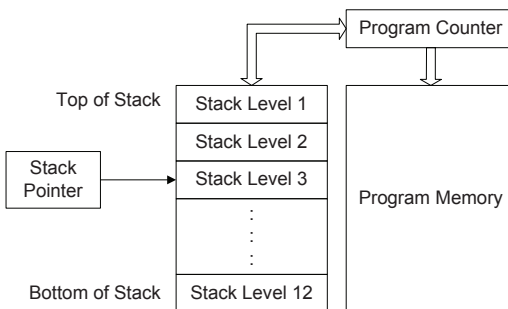 Program Counter
Top of Stack
Stack Level 1
Stack Level 2
Stack
Pointer
Stack Level 3
Program Memory
:
:
:
Bottom of Stack
Stack Level 12